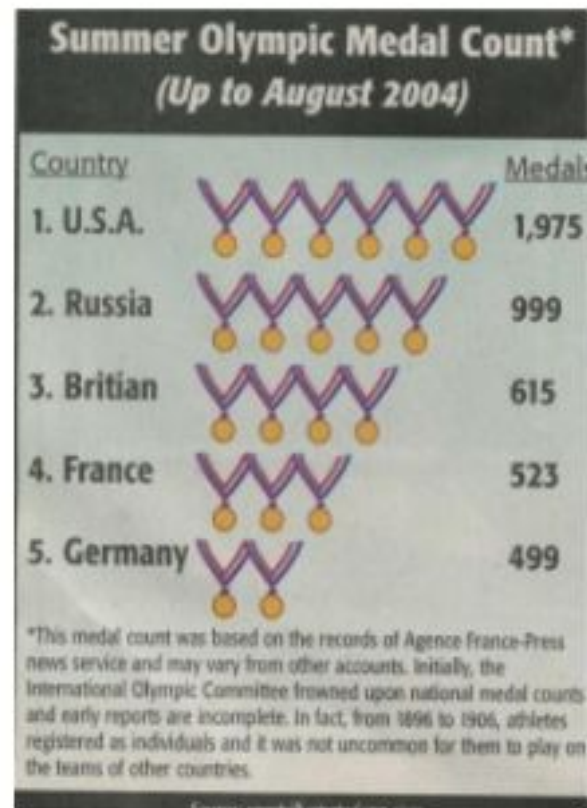 Summer Olympic Medal Count*
(Up to August 2004)
Country Medals
1. U.S.A. 1,975
2. Russia 999
3. Britian 615
4. France 523
5. Germany 499
*This medal count was based on the records of Agence France-Press
news service and may vary from other accounts. Initially, the
International Olympic Committee frowned upon national medal counts
and early reports are incomplete. In fact, from 1896 to 1906, athletes
registered as individuals and it was not uncommon for them to play on
the teams of other countries.